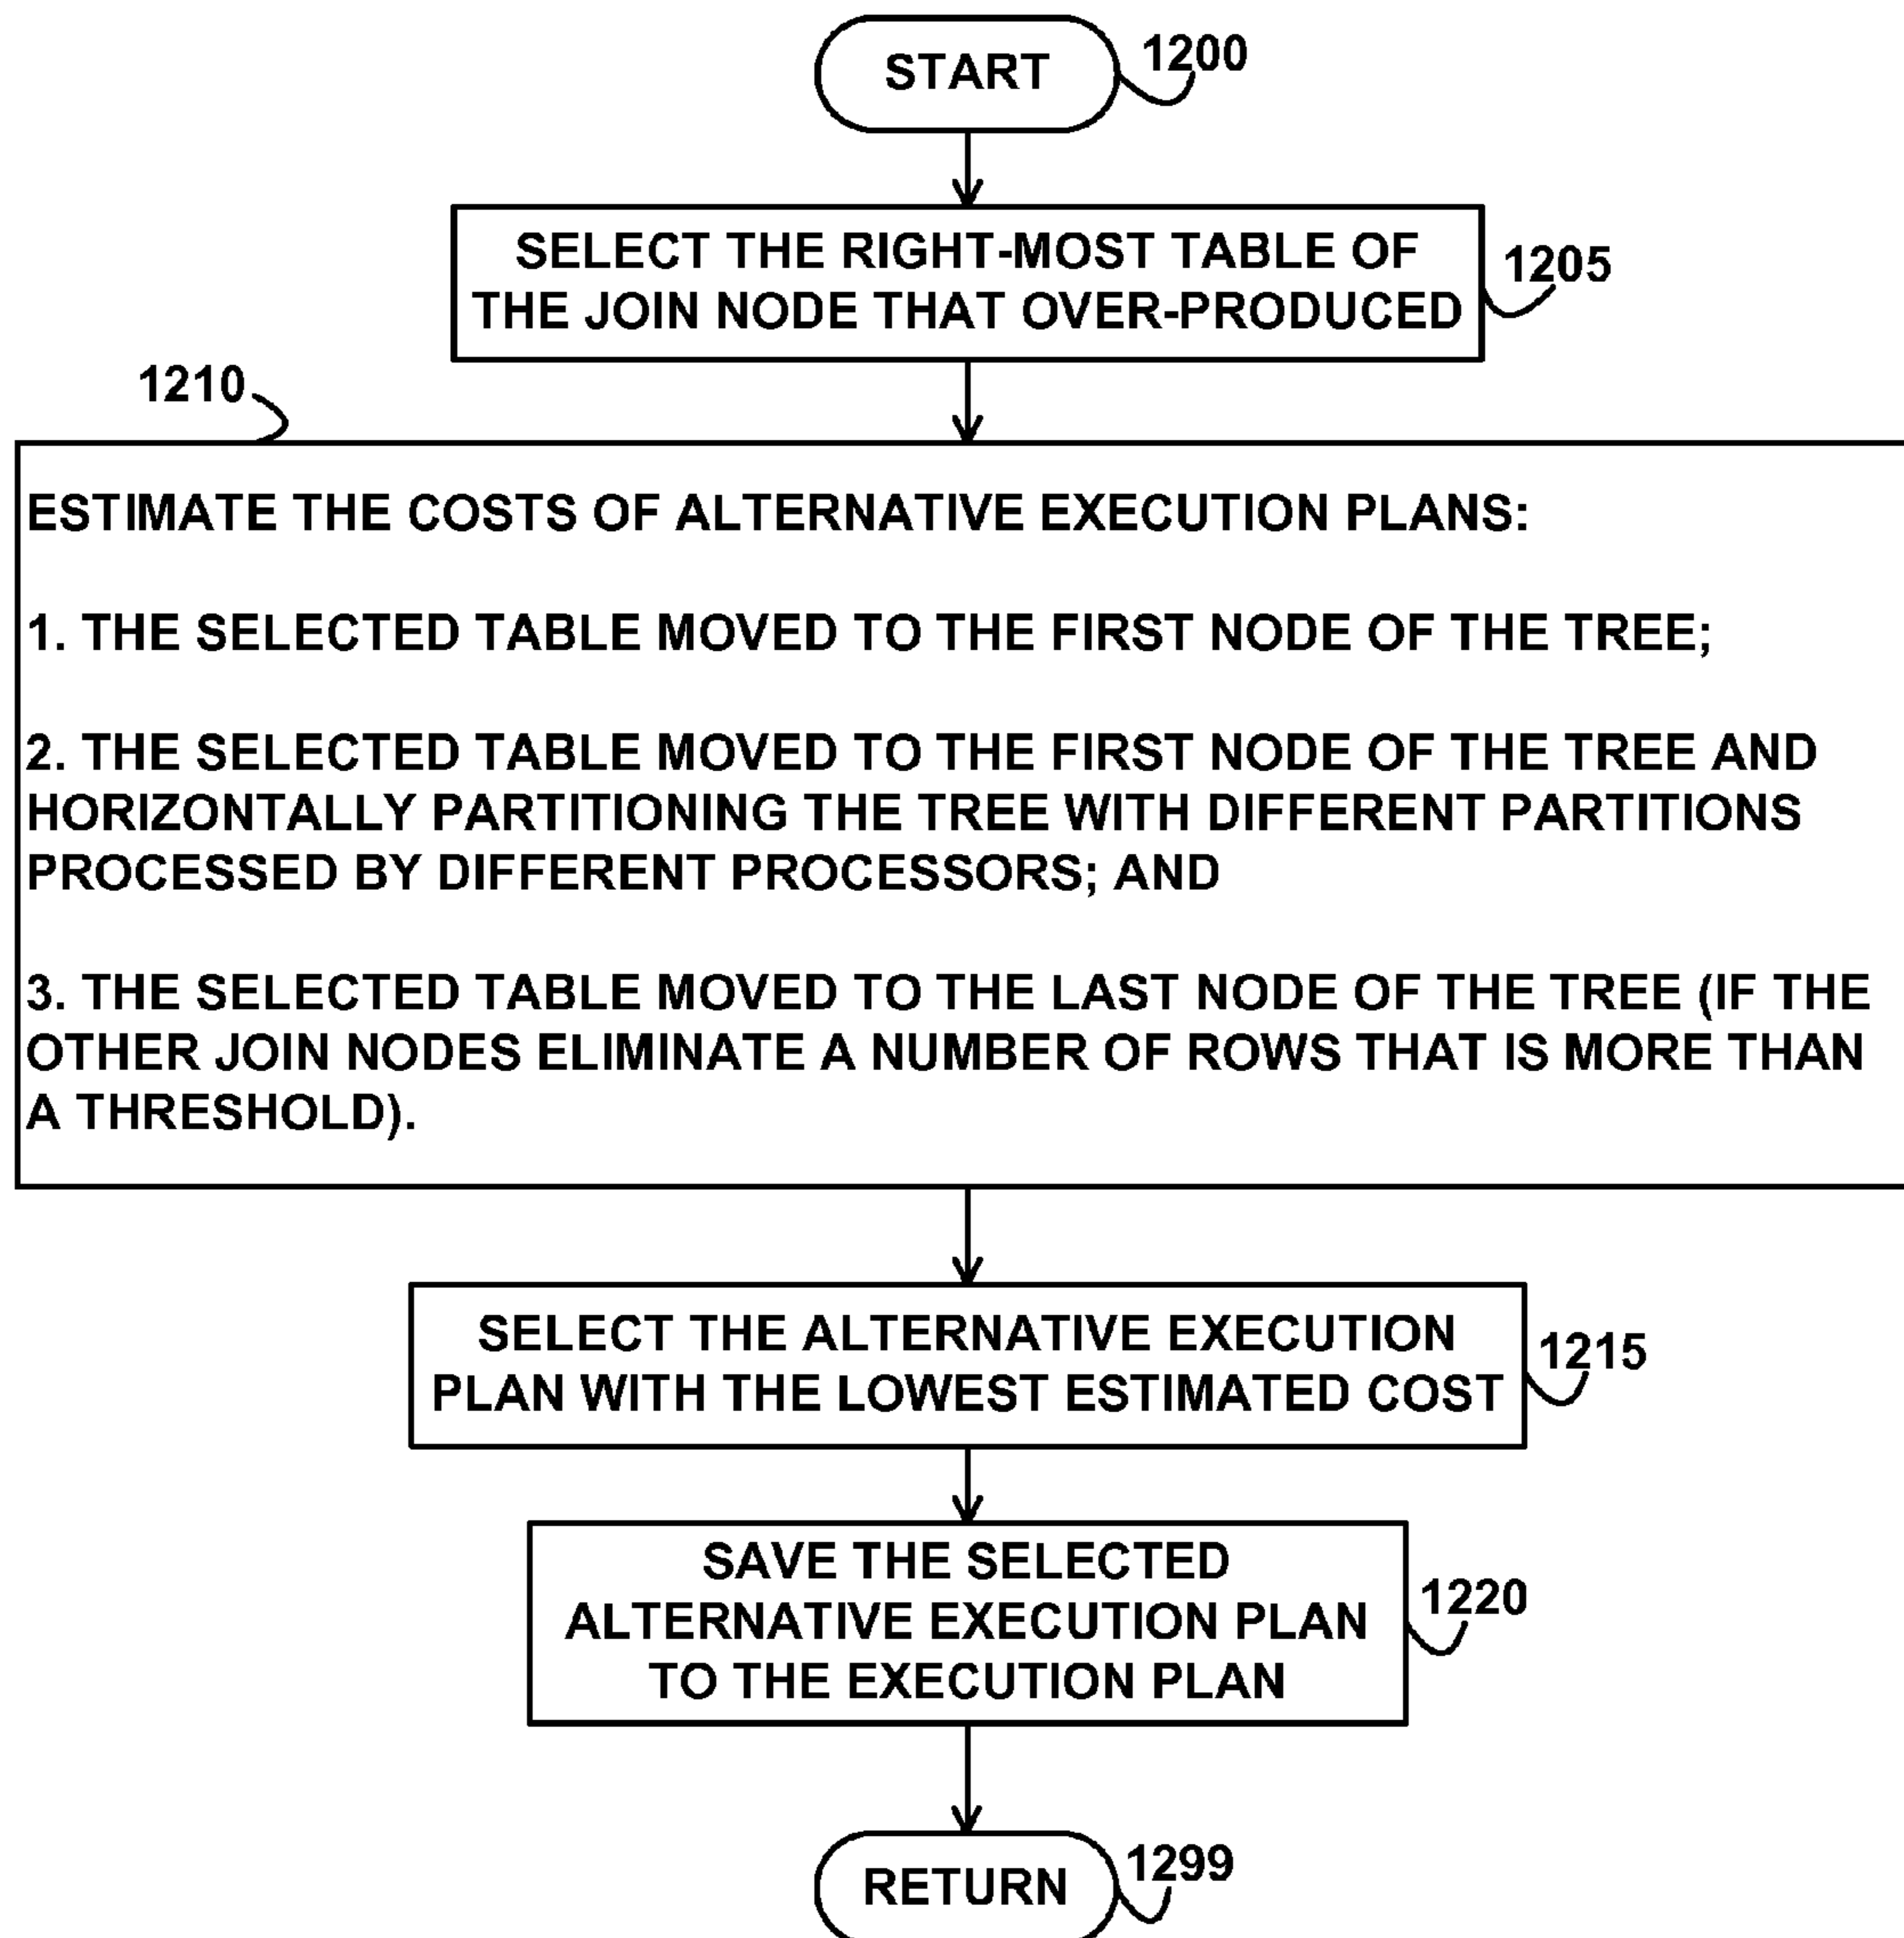 START
1200
SELECT THE RIGHT-MOST TABLE OF
THE JOIN NODE THAT OVER-PRODUCED
1205
1210
ESTIMATE THE COSTS OF ALTERNATIVE EXECUTION PLANS:
1. THE SELECTED TABLE MOVED TO THE FIRST NODE OF THE TREE;
2. THE SELECTED TABLE MOVED TO THE FIRST NODE OF THE TREE AND
HORIZONTALLY PARTITIONING THE TREE WITH DIFFERENT PARTITIONS
PROCESSED BY DIFFERENT PROCESSORS; AND
3. THE SELECTED TABLE MOVED TO THE LAST NODE OF THE TREE (IF THE
OTHER JOIN NODES ELIMINATE A NUMBER OF ROWS THAT IS MORE THAN
A THRESHOLD).
SELECT THE ALTERNATIVE EXECUTION
PLAN WITH THE LOWEST ESTIMATED COST
1215
SAVE THE SELECTED
ALTERNATIVE EXECUTION PLAN
TO THE EXECUTION PLAN
1220
RETURN
1299